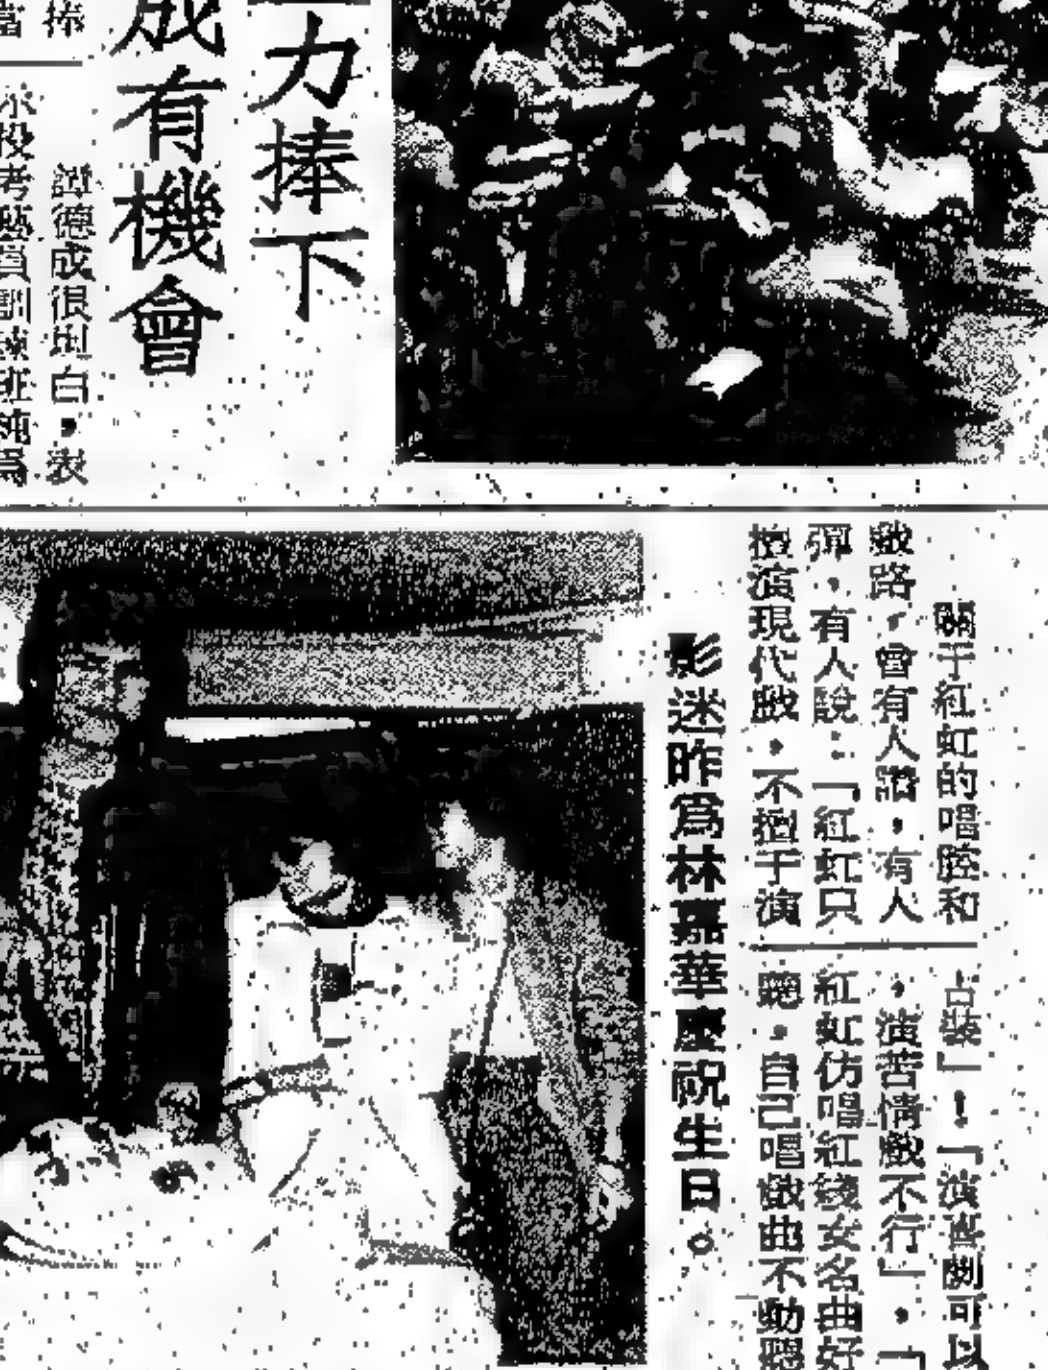 力捧下
成有機會
捧
當
譚德成很坦白，表
示投考藝員訓練班純爲
關于紅虹的唱腔和
戲路，會有人讚，有人
彈，有人說：「紅虹只
擅演現代戲，不擅于演
古裝」！「演喜劇可以
，演苦情戲不行」，「
紅虹仿唱紅綫女名曲好
聽，自己唱戲曲不動聽
影迷昨爲林嘉華慶祝生日。